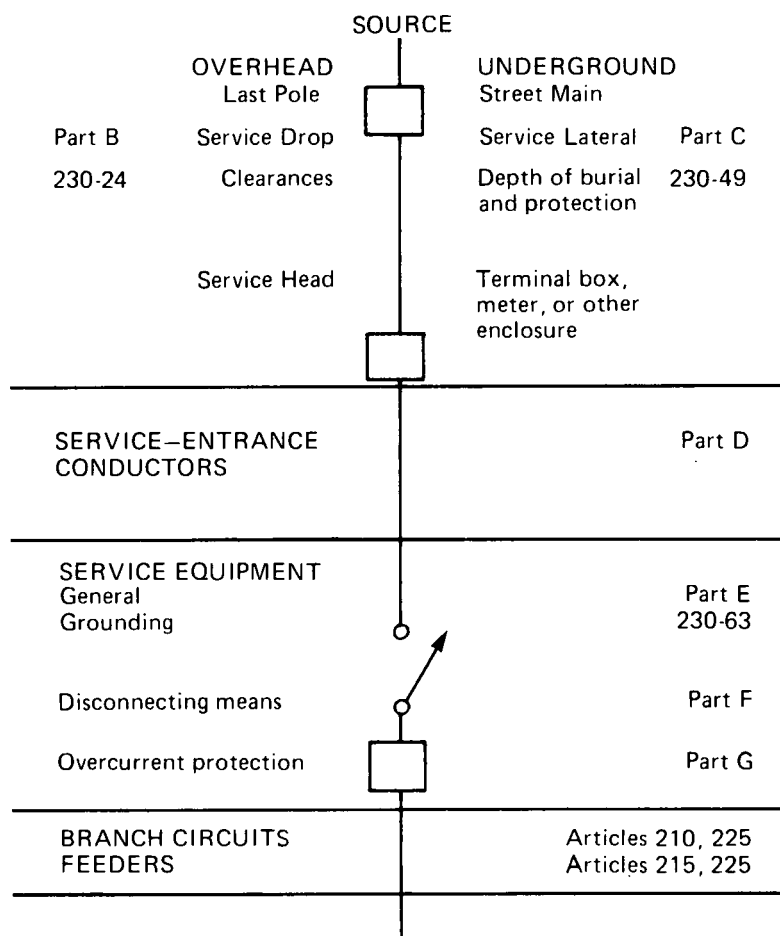 SOURCE
OVERHEAD UNDERGROUND
Last Pole Street Main
Part B Service Drop Service Lateral Part C
230-24 Clearances Depth of burial 230-49
and protection
Service Head Terminal box,
meter, or other
enclosure
SERVICE–ENTRANCE Part D
CONDUCTORS
SERVICE EQUIPMENT
General Part E
Grounding 230-63
Disconnecting means Part F
Overcurrent protection Part G
BRANCH CIRCUITS Articles 210, 225
FEEDERS Articles 215, 225